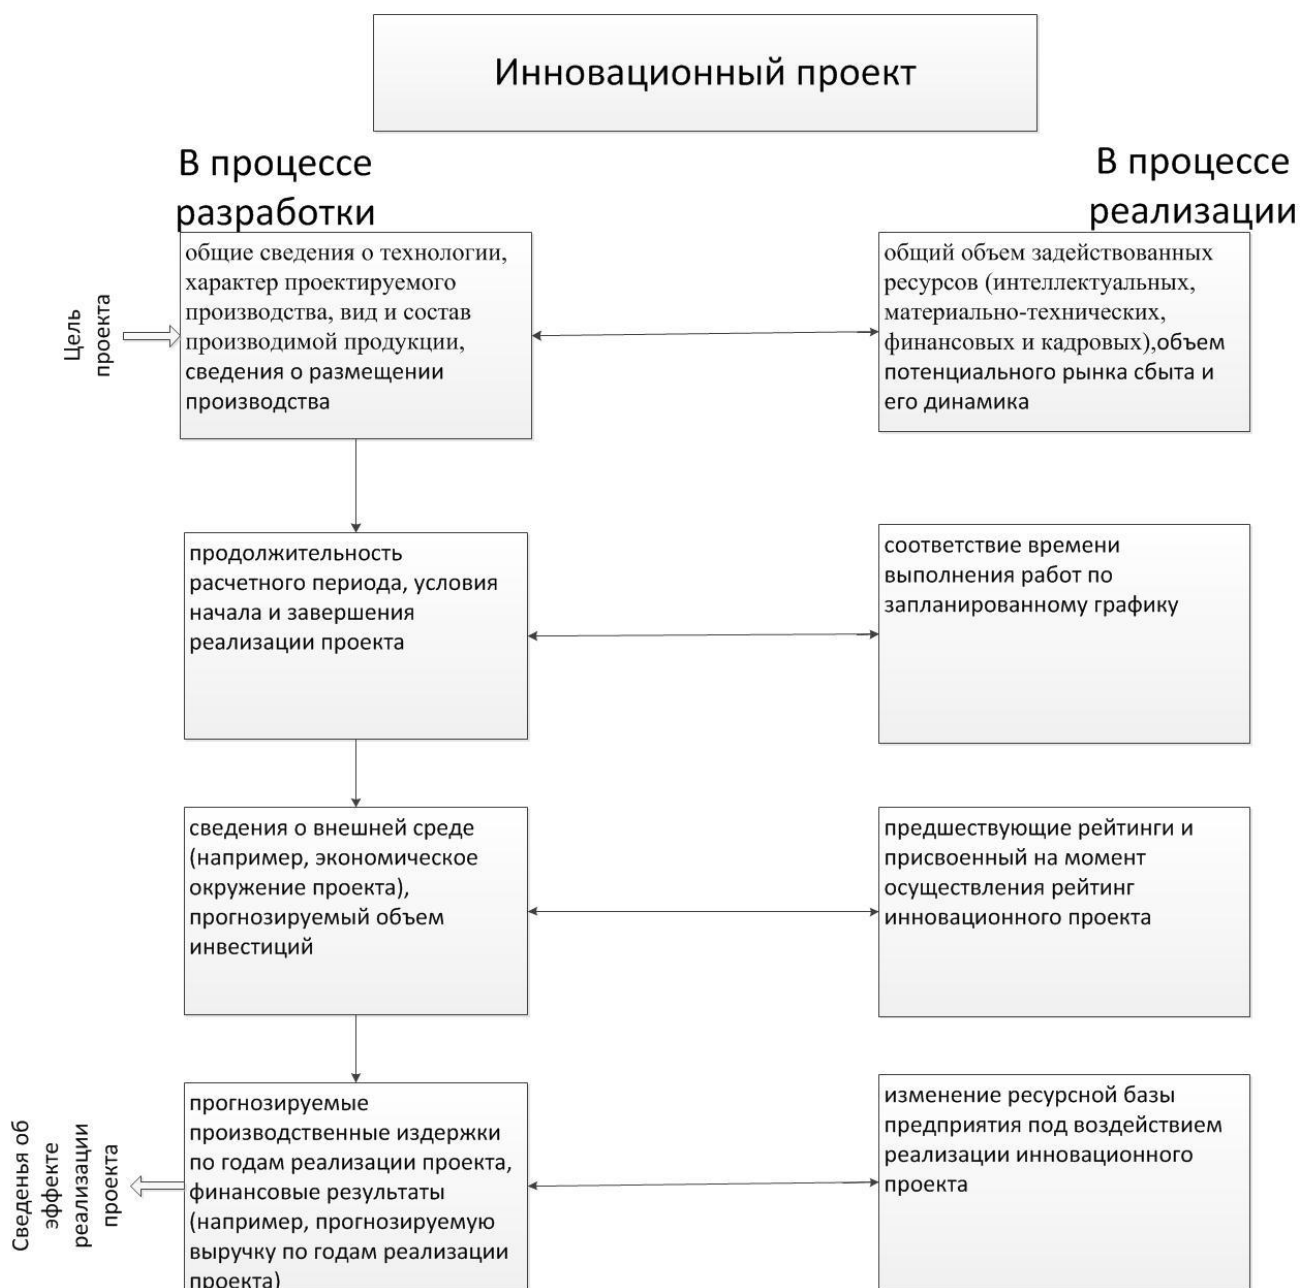 Инновационный проект
В процессе
разработки
В процессе
реализации
Цель
проекта
общие сведения о технологии,
характер проектируемого
производства, вид и состав
производимой продукции,
сведения о размещении
производства
общий объем задействованных
ресурсов (интеллектуальных,
материально-технических,
финансовых и кадровых),объем
потенциального рынка сбыта и
его динамика
продолжительность
расчетного периода, условия
начала и завершения
реализации проекта
соответствие времени
выполнения работ по
запланированному графику
сведения о внешней среде
(например, экономическое
окружение проекта),
прогнозируемый объем
инвестиций
предшествующие рейтинги и
присвоенный на момент
осуществления рейтинг
инновационного проекта
Сведенья об
эффекте
реализации
проекта
прогнозируемые
производственные издержки
по годам реализации проекта,
финансовые результаты
(например, прогнозируемую
выручку по годам реализации
проекта)
изменение ресурсной базы
предприятия под воздействием
реализации инновационного
проекта